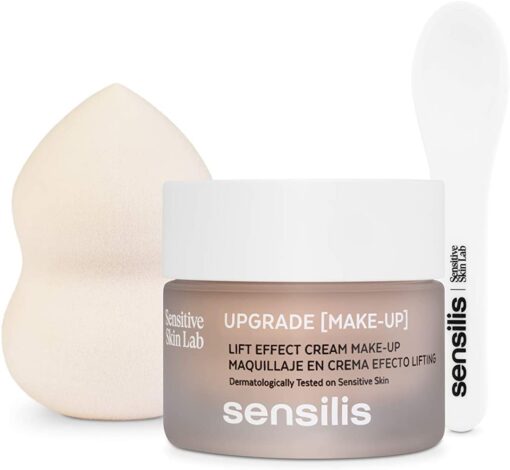 Sensitive
Skin Lab
UPGRADE [MAKE-UP]
LIFT EFFECT CREAM MAKE-UP
MAQUILLAJE EN CREMA EFECTO LIFTING
Dermatologically Tested on Sensitive Skin
sensilis
sensilis | Sensitive
Skin Lab